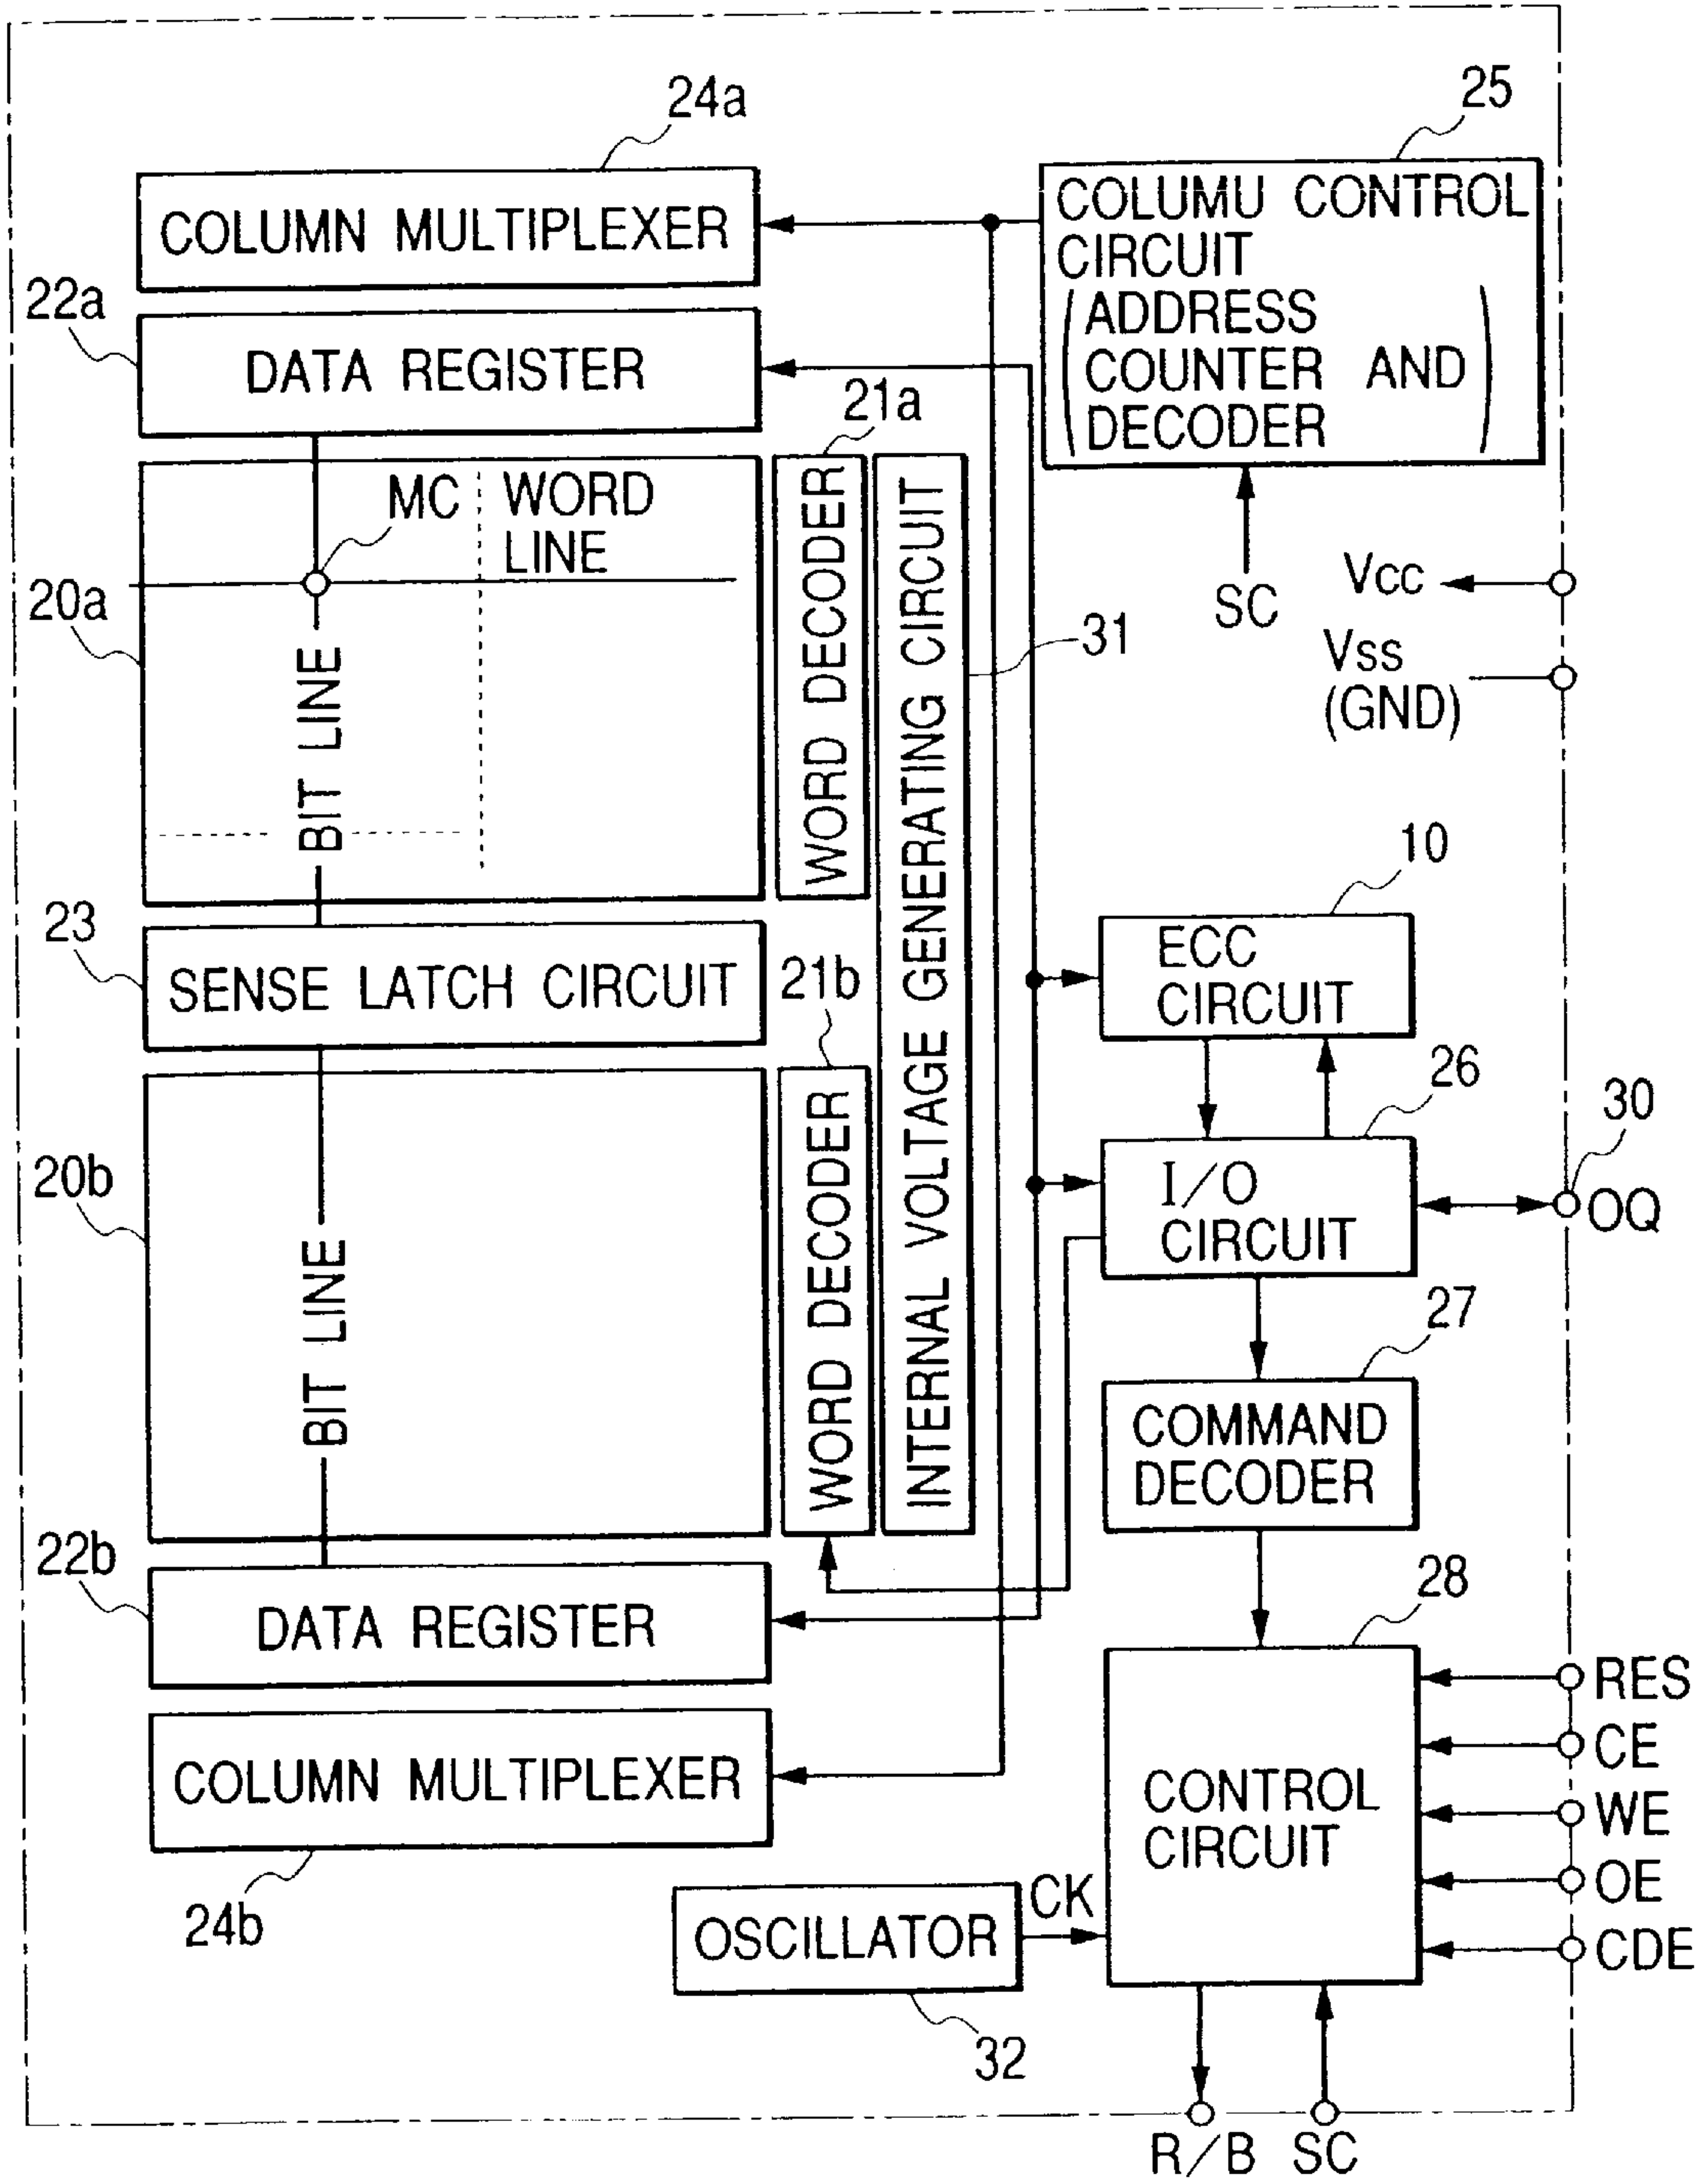 24a
25
COLUMN MULTIPLEXER
COLUMU CONTROL
CIRCUIT
(ADDRESS
COUNTER AND
DECODER)
22a
DATA REGISTER
21a
MC
WORD
LINE
WORD DECODER
INTERNAL VOLTAGE GENERATING CIRCUIT
20a
BIT LINE
SC
Vcc
31
Vss
(GND)
10
23
SENSE LATCH CIRCUIT
21b
ECC
CIRCUIT
26
30
20b
I/O
CIRCUIT
OQ
WORD DECODER
BIT LINE
27
COMMAND
DECODER
22b
DATA REGISTER
28
RES
COLUMN MULTIPLEXER
CE
CONTROL
CIRCUIT
WE
24b
OE
OSCILLATOR
CK
CDE
32
R/B
SC